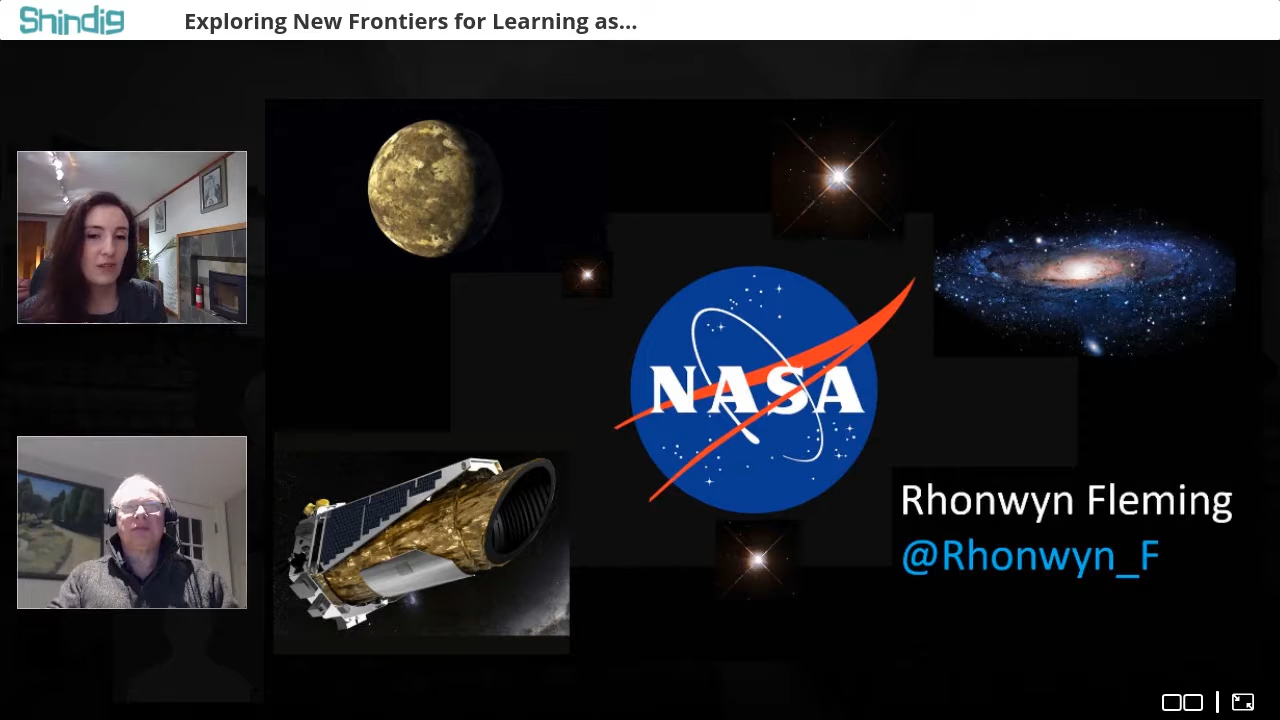 Shindig
Exploring New Frontiers for Learning as...
NASA
Rhonwyn Fleming
@Rhonwyn_F